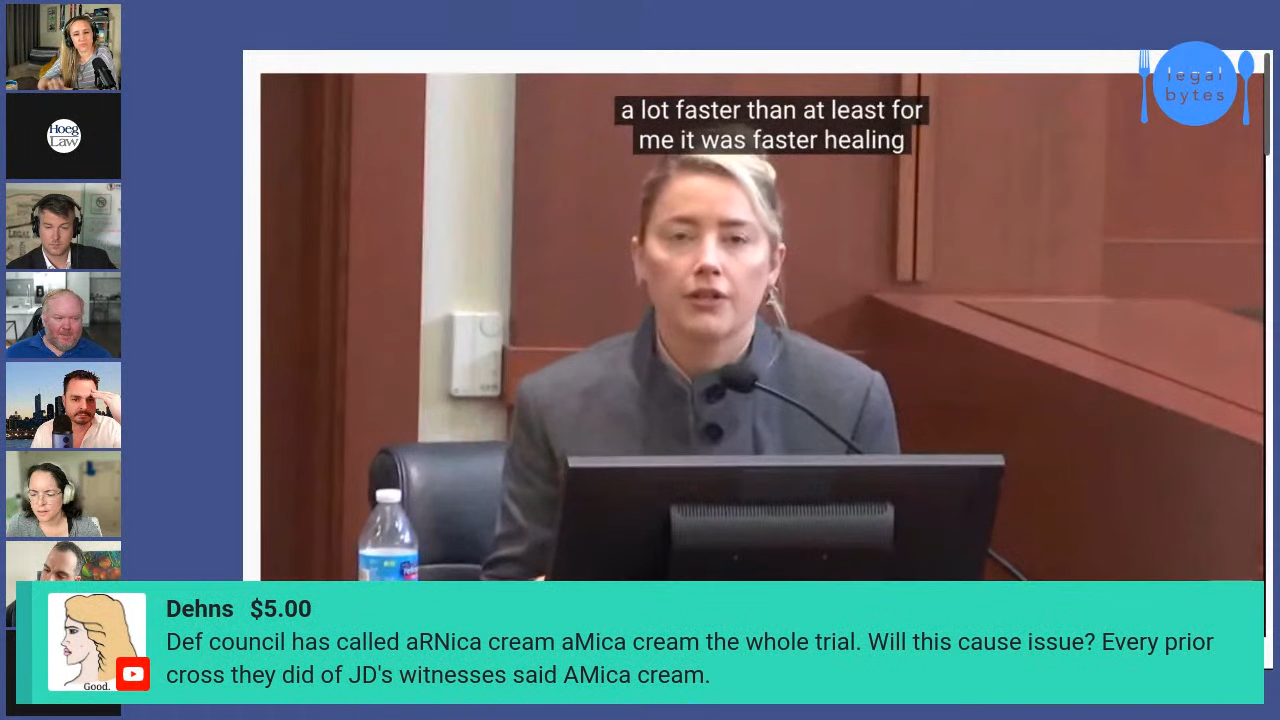 Hoeg
Law
LEGAL
a lot faster than at least for
me it was faster healing
legal
bytes
Dehns $5.00
Def council has called aRNica cream aMica cream the whole trial. Will this cause issue? Every prior
cross they did of JD's witnesses said AMica cream.
Good.